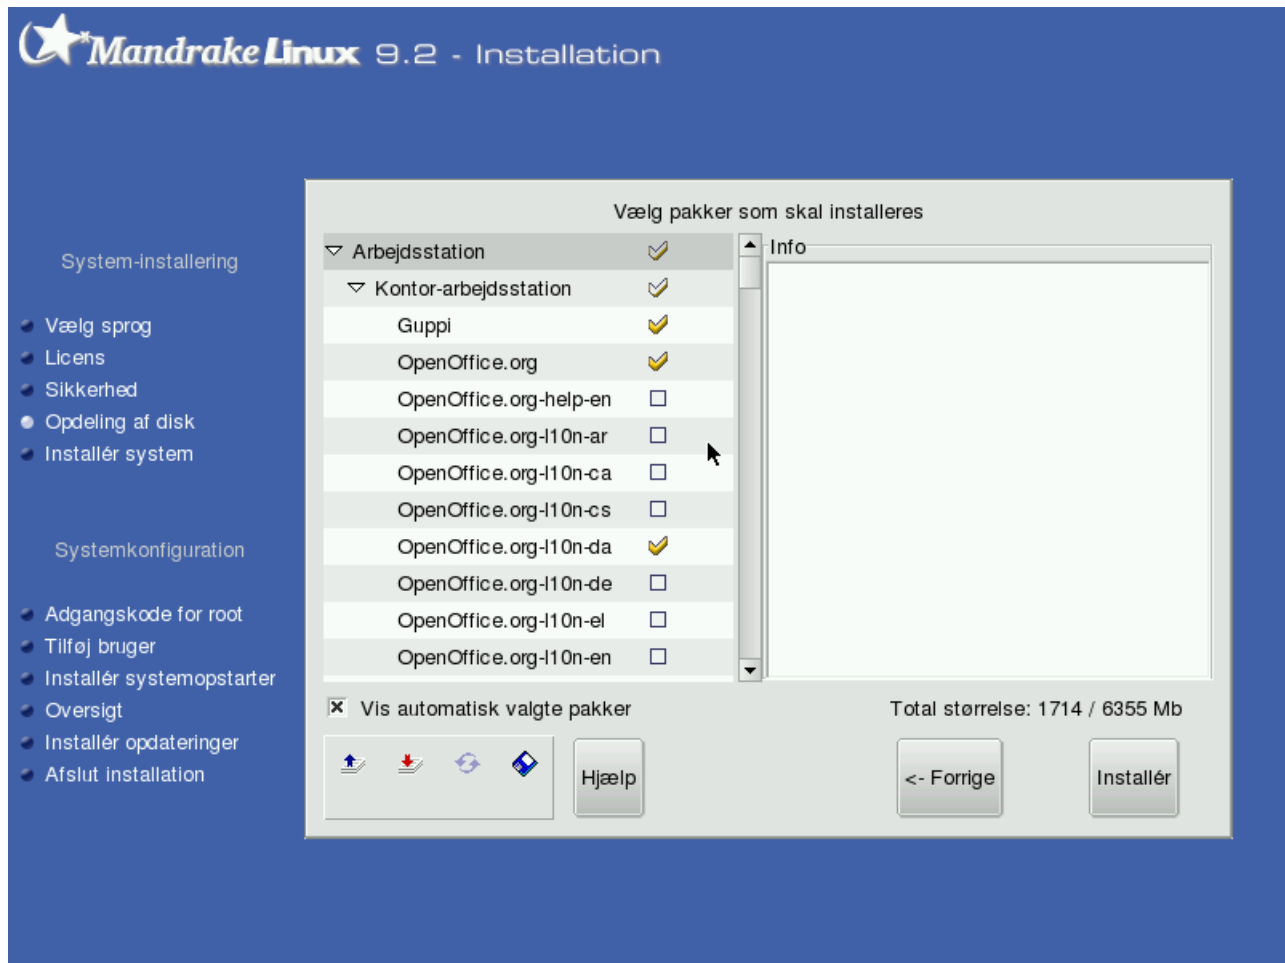 Mandrake Linux 9.2 - Installation
System-installering
Vælg sprog
Licens
Sikkerhed
Opdeling af disk
Installér system
Systemkonfiguration
Adgangskode for root
Tilføj bruger
Installér systemopstarter
Oversigt
Installér opdateringer
Afslut installation
Vælg pakker som skal installeres
Arbejdsstation
Kontor-arbejdsstation
Guppi
OpenOffice.org
OpenOffice.org-help-en
OpenOffice.org-l10n-ar
OpenOffice.org-l10n-ca
OpenOffice.org-l10n-cs
OpenOffice.org-l10n-da
OpenOffice.org-l10n-de
OpenOffice.org-l10n-el
OpenOffice.org-l10n-en
Info
Vis automatisk valgte pakker
Total størrelse: 1714 / 6355 Mb
Hjælp
<- Forrige
Installér